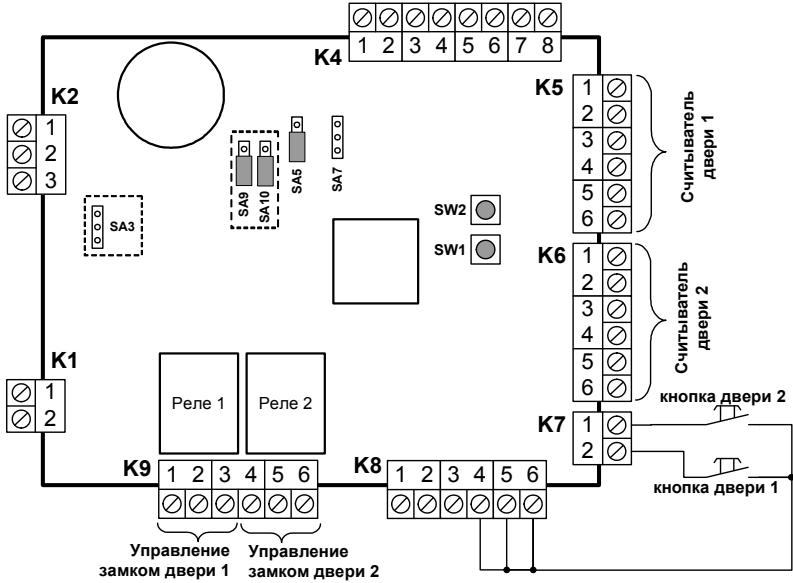 K4
1 2 3 4 5 6 7 8
K2
1
2
3
K5
1
2
3
4
5
6
Считыватель
двери 1
SA9
SA10
SA5
SA7
SA3
SW2
SW1
K6
1
2
3
4
5
6
Считыватель
двери 2
K1
1
2
Реле 1
Реле 2
K7
1
2
кнопка двери 2
кнопка двери 1
K9
1 2 3 4 5 6
K8
1 2 3 4 5 6
Управление
замком двери 1
Управление
замком двери 2